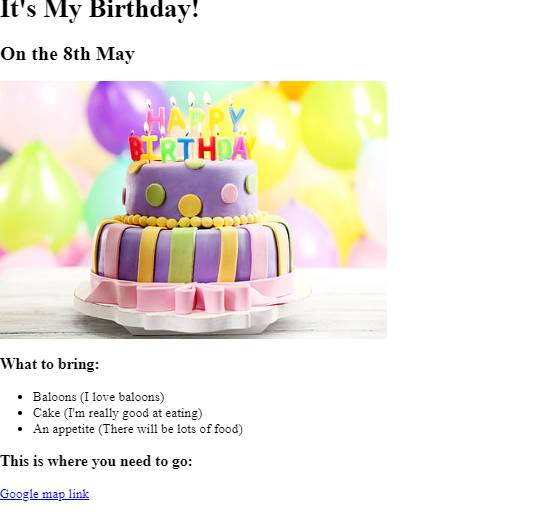 It's My Birthday!
On the 8th May
HAPPY
BIRTHDAY
What to bring:
Baloons (I love baloons)
Cake (I'm really good at eating)
An appetite (There will be lots of food)
This is where you need to go:
Google map link